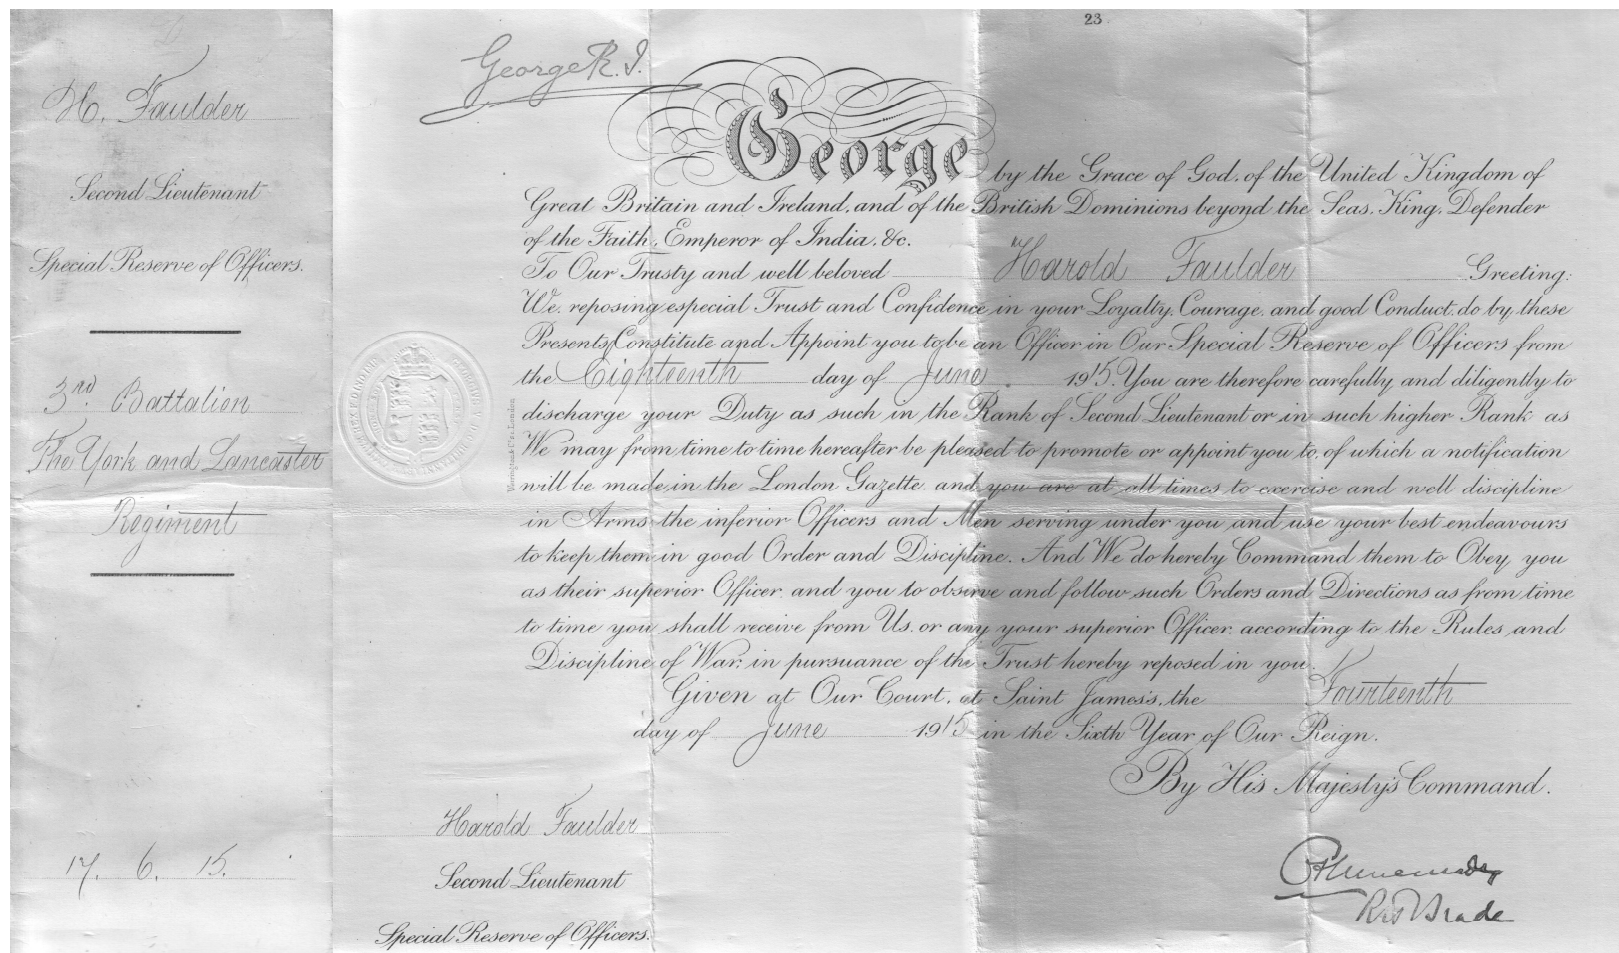 23
H. Faulder
Second Lieutenant
Special Reserve of Officers.
3rd. Battalion
The York and Lancaster
Regiment
17. 6. 15.
George R.I.
George by the Grace of God, of the United Kingdom of
Great Britain and Ireland, and of the British Dominions beyond the Seas, King, Defender
of the Faith, Emperor of India, &c.
To Our Trusty and well beloved Harold Faulder Greeting:
We, reposing especial Trust and Confidence in your Loyalty, Courage, and good Conduct, do by these
Presents Constitute and Appoint you to be an Officer in Our Special Reserve of Officers from
the Eighteenth day of June 1915. You are therefore carefully and diligently to
discharge your Duty as such in the Rank of Second Lieutenant or in such higher Rank as
We may from time to time hereafter be pleased to promote or appoint you to, of which a notification
will be made in the London Gazette, and you are at all times to exercise and well discipline
in Arms the inferior Officers and Men serving under you and use your best endeavours
to keep them in good Order and Discipline. And We do hereby Command them to Obey you
as their superior Officer, and you to observe and follow such Orders and Directions as from time
to time you shall receive from Us, or any your superior Officer, according to the Rules and
Discipline of War, in pursuance of the Trust hereby reposed in you.
Given at Our Court, at Saint James's, the Fourteenth
day of June 1915 in the Sixth Year of Our Reign.
By His Majesty's Command.
Harold Faulder
Second Lieutenant
Special Reserve of Officers.
Brade